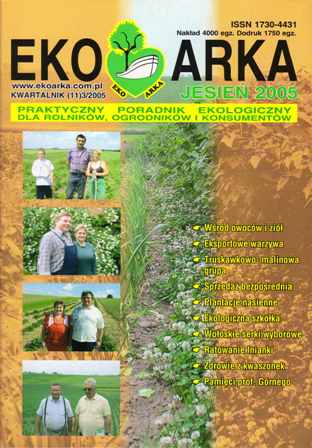 ISSN 1730-4431
Nakład 4000 egz. Dodruk 1750 egz.
EKO ARKA
EKO ARKA
www.ekoarka.com.pl
KWARTALNIK (11)3/2005
JESIEŃ 2005
PRAKTYCZNY PORADNIK EKOLOGICZNY
DLA ROLNIKÓW, OGRODNIKÓW I KONSUMENTÓW
Wśród owoców i ziół
Eksportowe warzywa
Truskawkowo, malinowa
grupa
Sprzedaż bezpośrednia
Plantacje nasienne
Ekologiczna szkółka
Wołoskie serki wyborowe
Ratowanie lnianki
Zdrowie z kwaszonek
Pamięci prof. Górnego